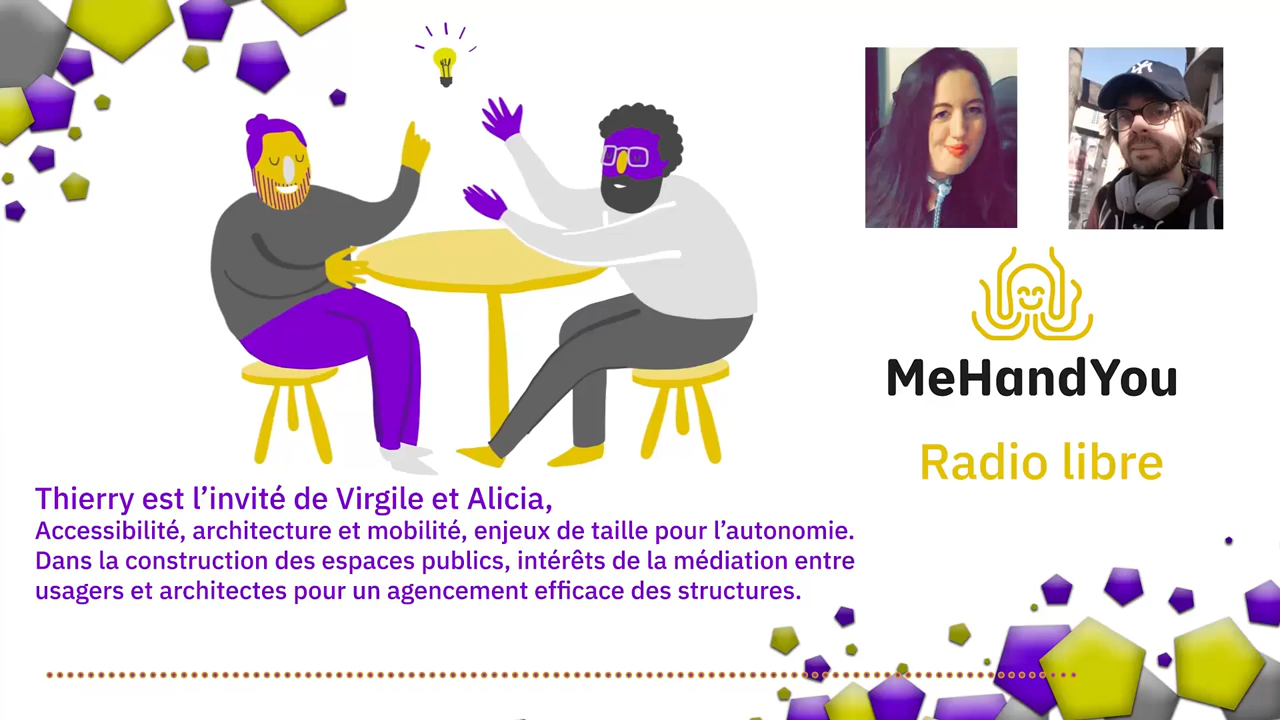 MeHandYou
Radio libre
Thierry est l’invité de Virgile et Alicia,
Accessibilité, architecture et mobilité, enjeux de taille pour l’autonomie.
Dans la construction des espaces publics, intérêts de la médiation entre
usagers et architectes pour un agencement efficace des structures.